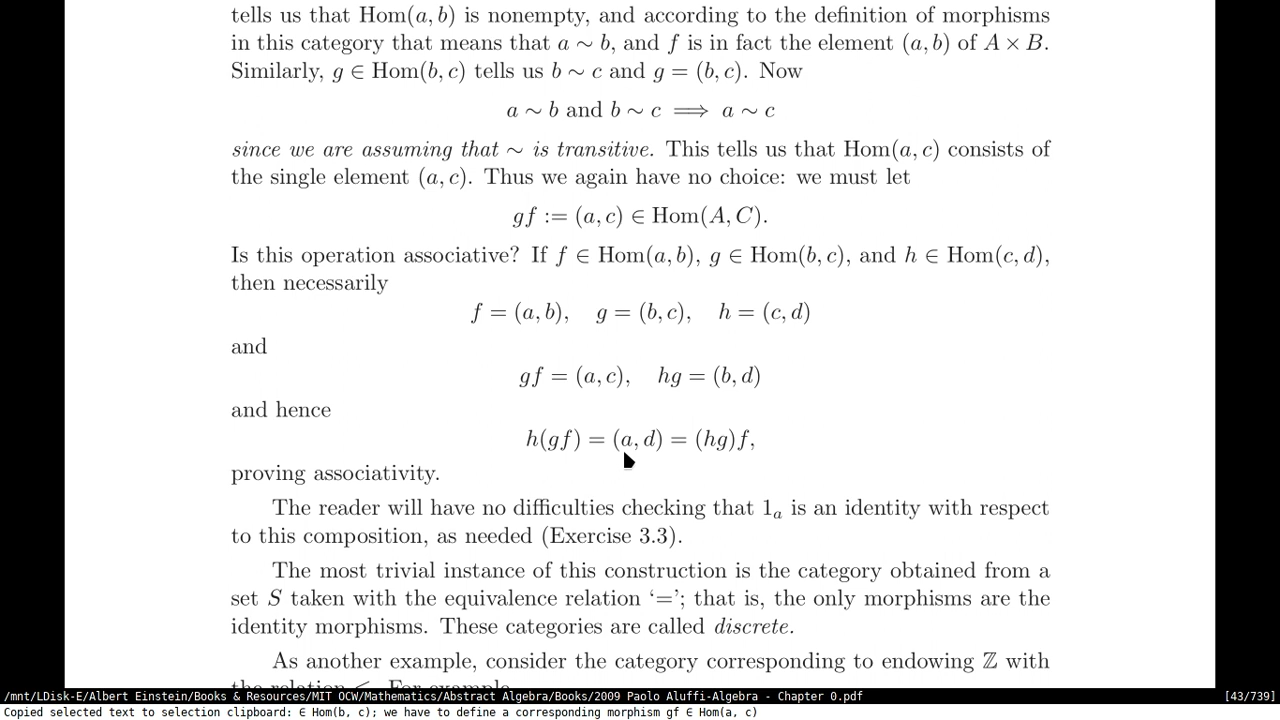 tells us that Hom(a, b) is nonempty, and according to the definition of morphisms
in this category that means that a ∼ b, and f is in fact the element (a, b) of A × B.
Similarly, g ∈ Hom(b, c) tells us b ∼ c and g = (b, c). Now
a ∼ b and b ∼ c ⟹ a ∼ c
since we are assuming that ∼ is transitive. This tells us that Hom(a, c) consists of
the single element (a, c). Thus we again have no choice: we must let
gf := (a, c) ∈ Hom(A, C).
Is this operation associative? If f ∈ Hom(a, b), g ∈ Hom(b, c), and h ∈ Hom(c, d),
then necessarily
f = (a, b), g = (b, c), h = (c, d)
and
gf = (a, c), hg = (b, d)
and hence
h(gf) = (a, d) = (hg)f,
proving associativity.
The reader will have no difficulties checking that 1ₐ is an identity with respect
to this composition, as needed (Exercise 3.3).
The most trivial instance of this construction is the category obtained from a
set S taken with the equivalence relation ‘=’; that is, the only morphisms are the
identity morphisms. These categories are called discrete.
As another example, consider the category corresponding to endowing ℤ with
the relation ≤. For example,
/mnt/LDisk-E/Albert Einstein/Books & Resources/MIT OCW/Mathematics/Abstract Algebra/Books/2009 Paolo Aluffi-Algebra - Chapter 0.pdf [43/739]
Copied selected text to selection clipboard: ∈ Hom(b, c); we have to define a corresponding morphism gf ∈ Hom(a, c)